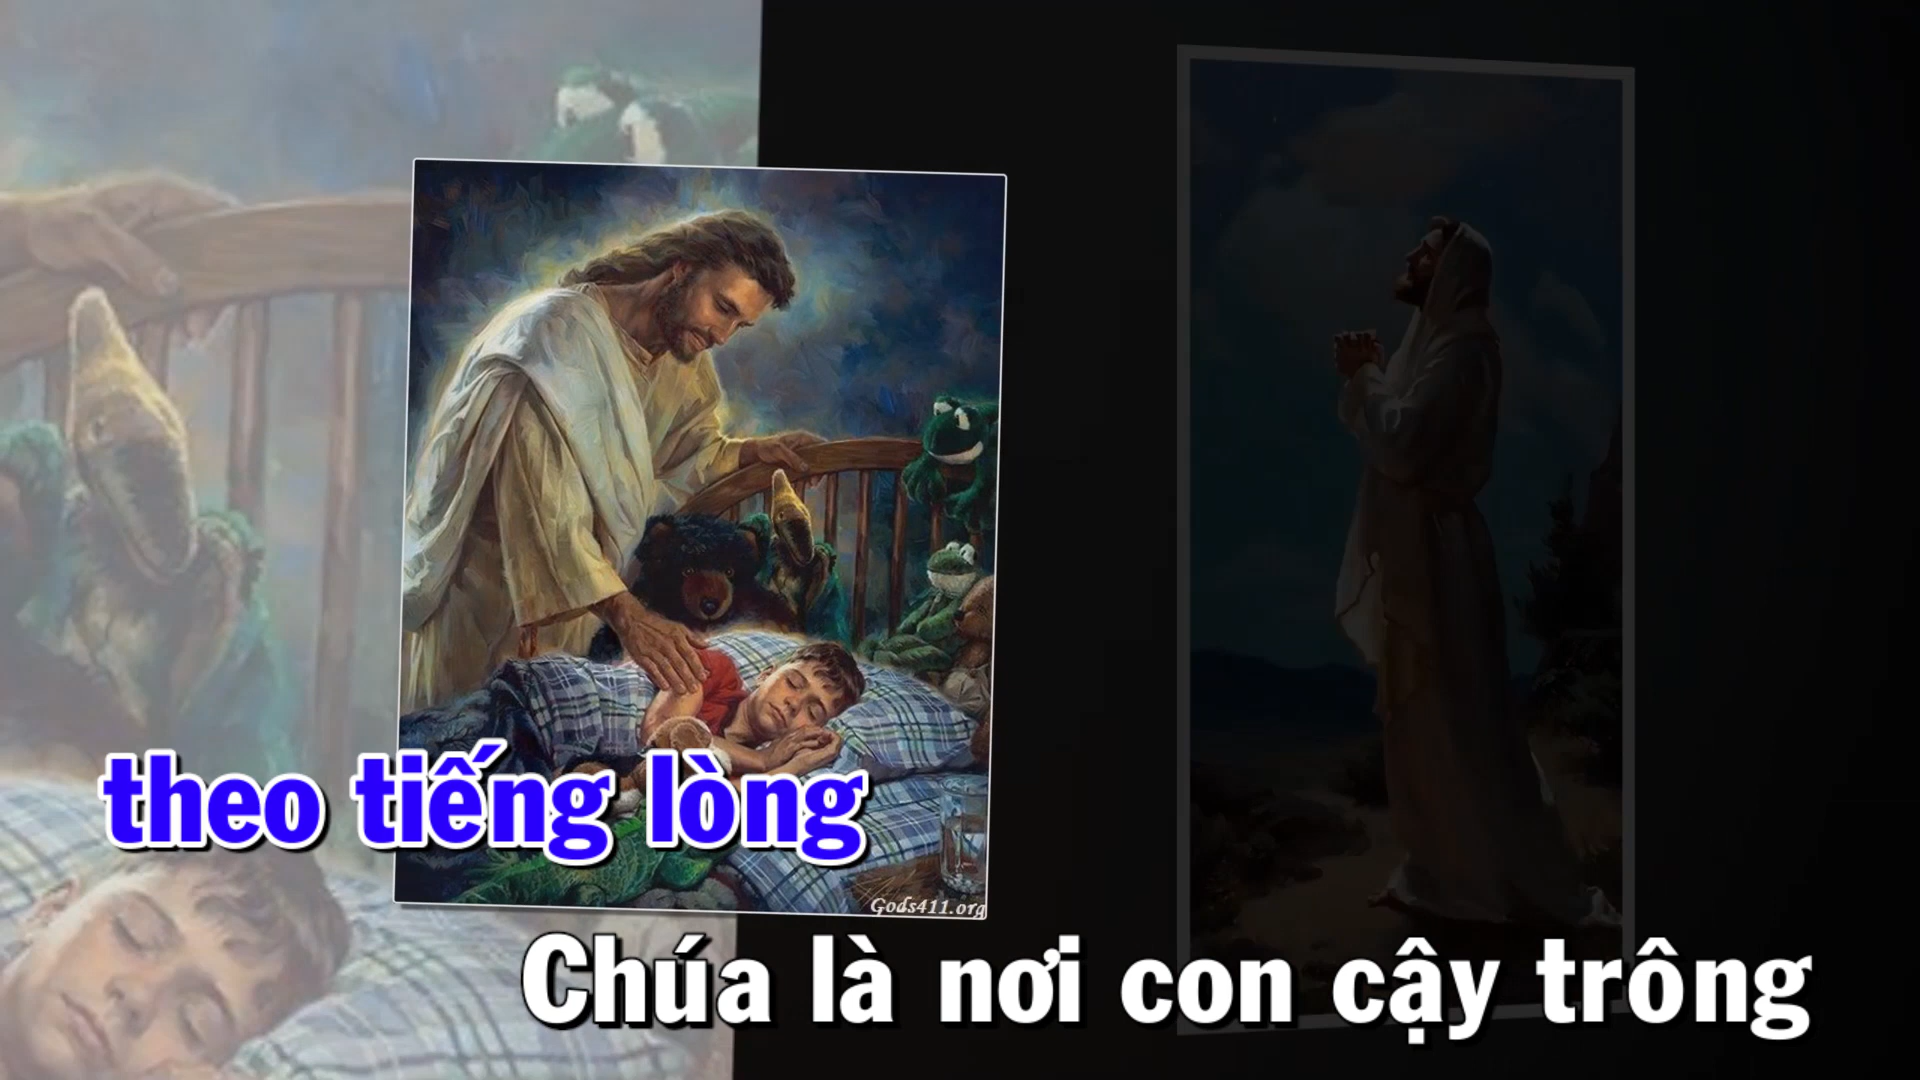 theo tiếng lòng
Gods411.org
Chúa là nơi con cậy trông